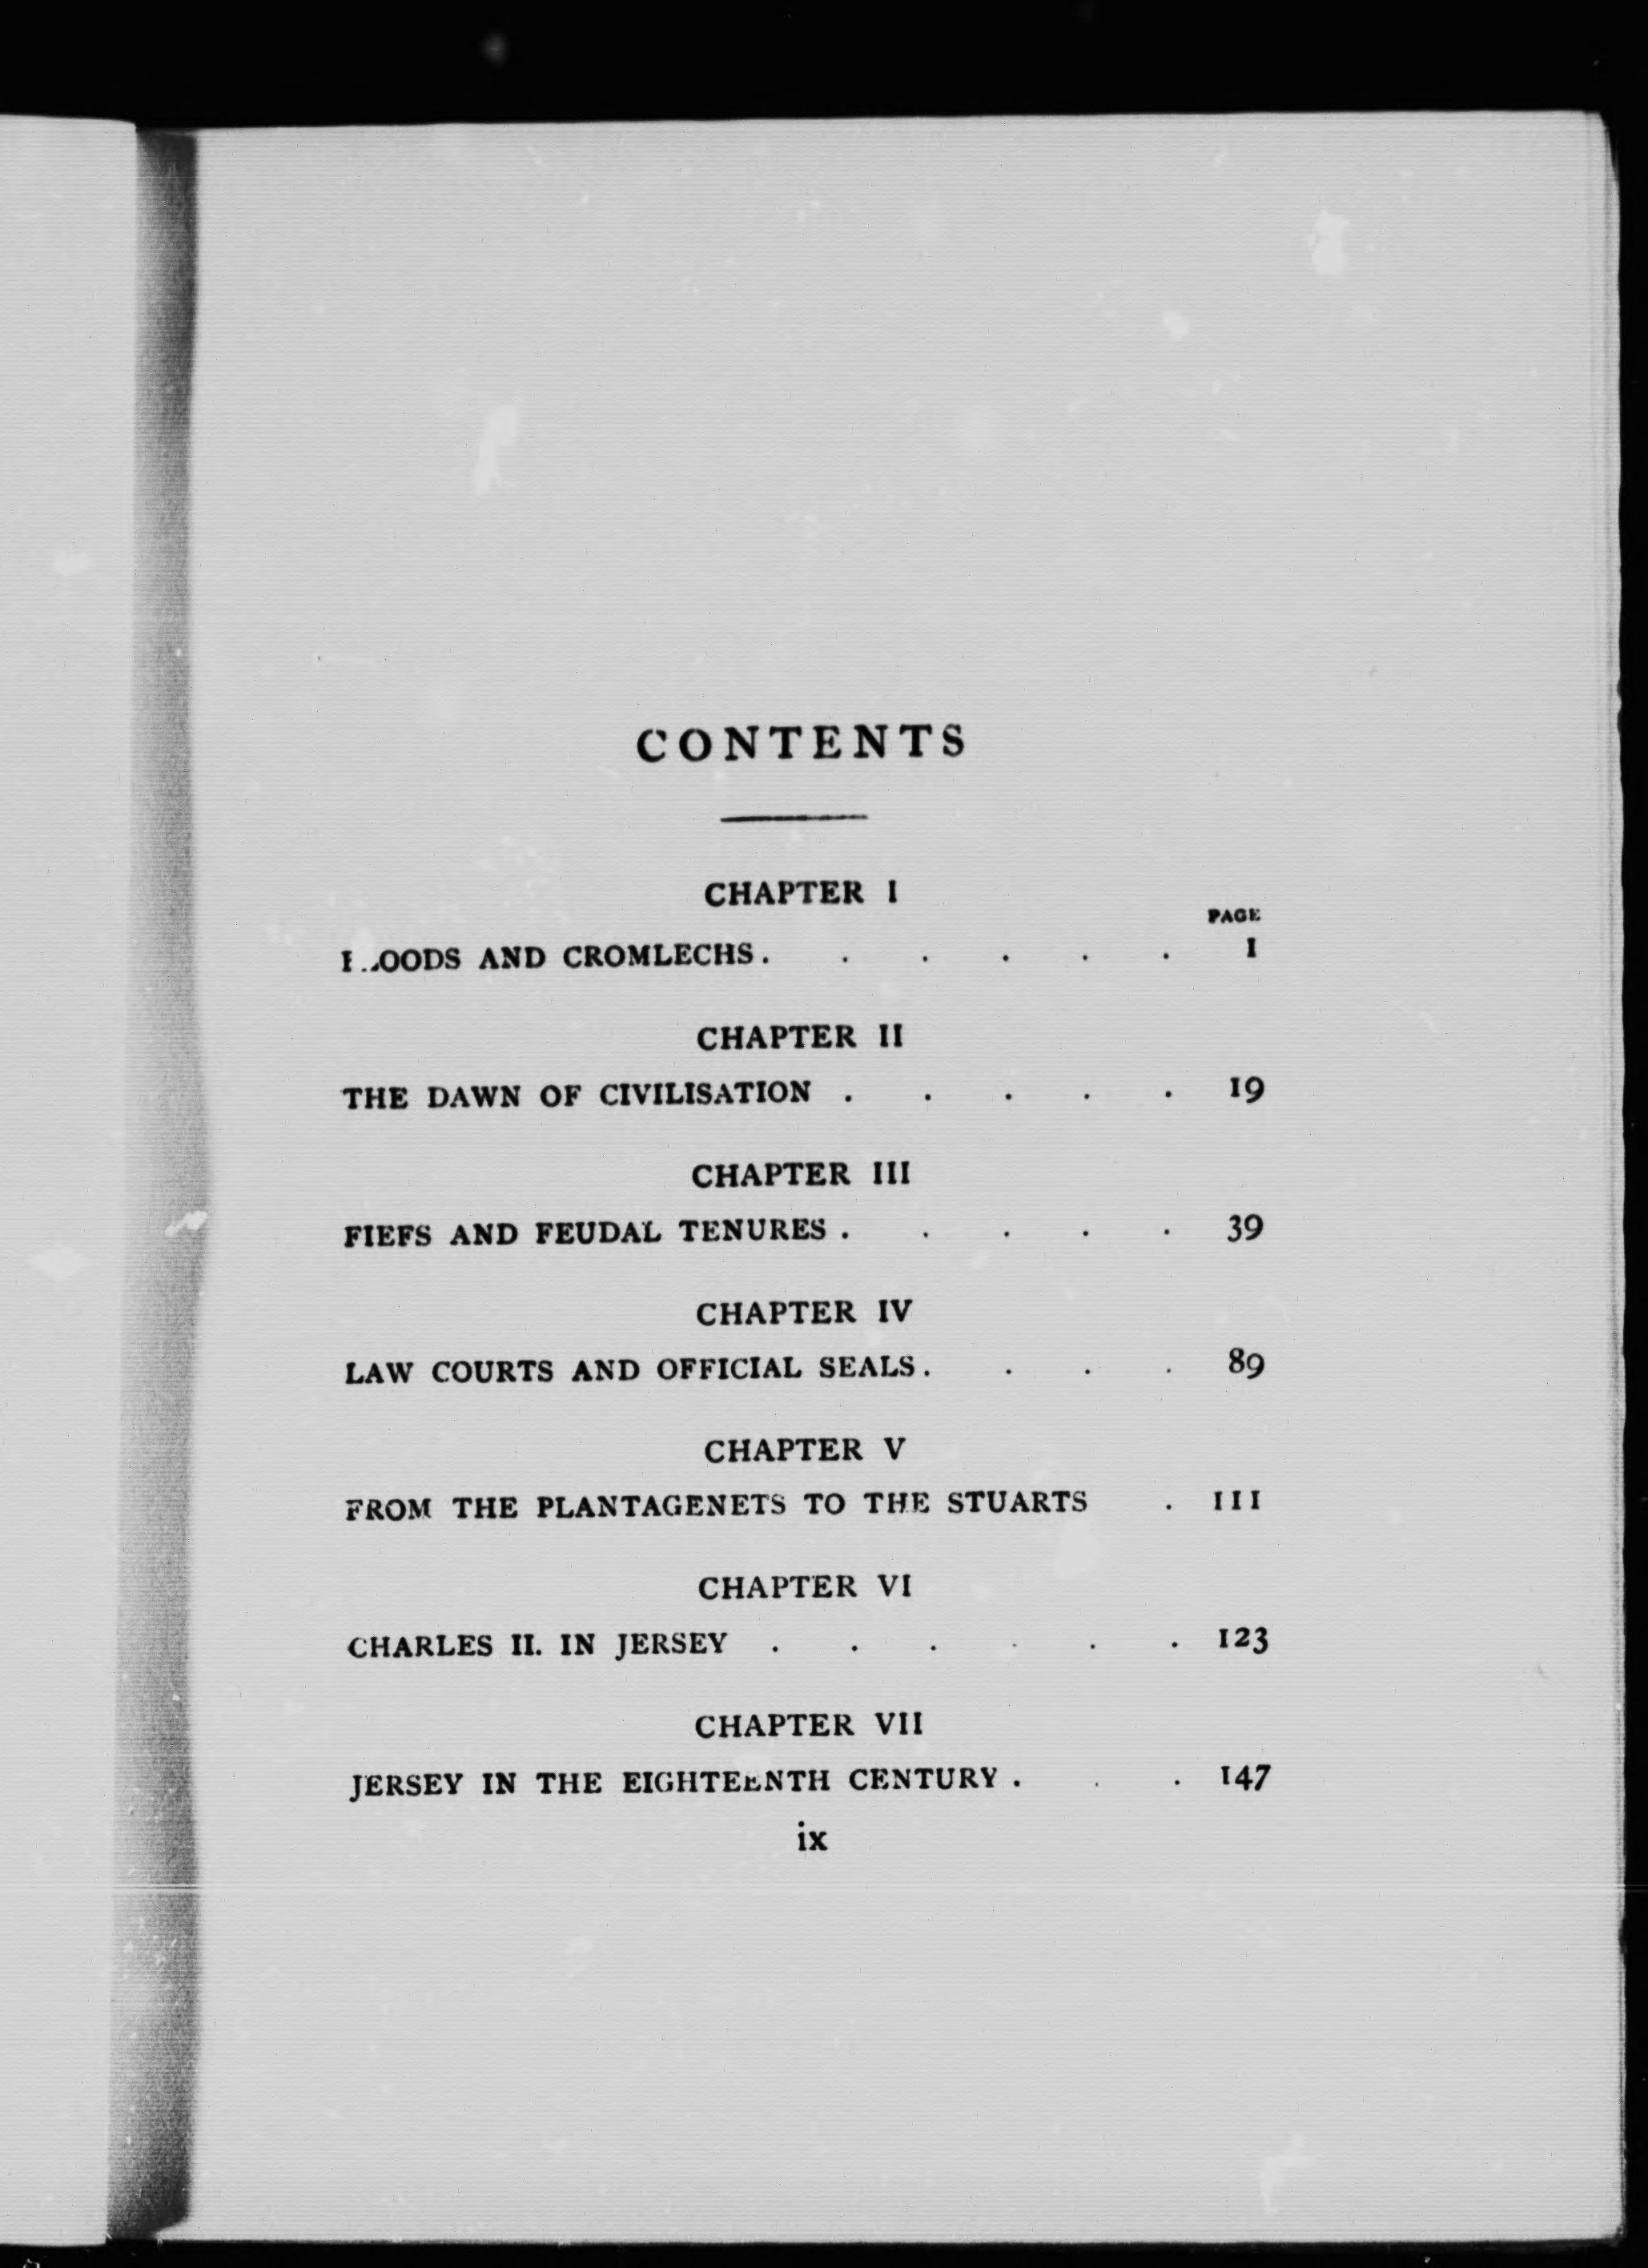 CONTENTS
CHAPTER I
PAGE
AND CROMLECHS . . . . . . 1
CHAPTER II
THE DAWN OF CIVILISATION . . . . . 19
CHAPTER III
FIEFS AND FEUDAL TENURES . . . . . 39
CHAPTER IV
LAW COURTS AND OFFICIAL SEALS . . . . 89
CHAPTER V
FROM THE PLANTAGENETS TO THE STUARTS . 111
CHAPTER VI
CHARLES II. IN JERSEY . . . . . . 123
CHAPTER VII
JERSEY IN THE EIGHTEENTH CENTURY . . . 147
ix